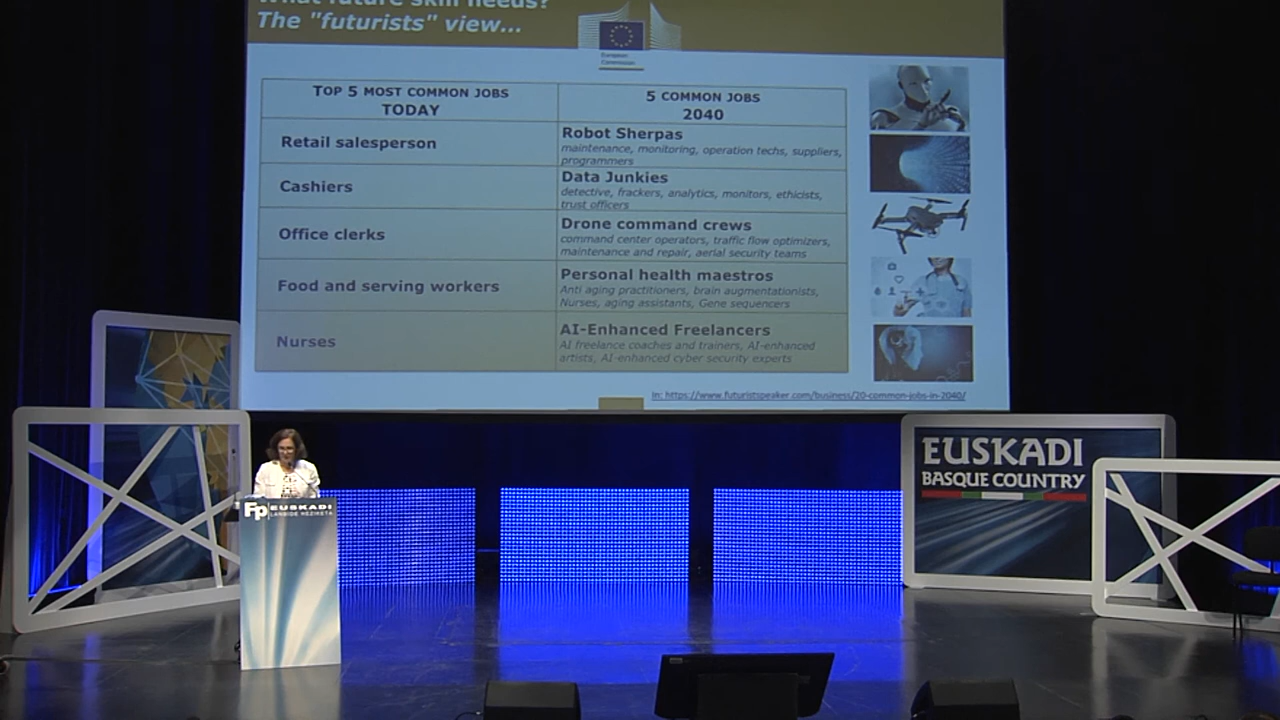 What future skill needs?
The "futurists" view...
European
Commission
TOP 5 MOST COMMON JOBS
TODAY
5 COMMON JOBS
2040
Retail salesperson
Robot Sherpas
maintenance, monitoring, operation techs, suppliers,
programmers
Cashiers
Data Junkies
detective, frackers, analytics, monitors, ethicists,
trust officers
Office clerks
Drone command crews
command center operators, traffic flow optimizers,
maintenance and repair, aerial security teams
Food and serving workers
Personal health maestros
Anti aging practitioners, brain augmentationists,
Nurses, aging assistants, Gene sequencers
Nurses
AI-Enhanced Freelancers
AI freelance coaches and trainers, AI-enhanced
artists, AI-enhanced cyber security experts
In: https://www.futuristspeaker.com/business/20-common-jobs-in-2040/
EUSKADI
BASQUE COUNTRY
Fp EUSKADI
LANBIDE HEZIKETA